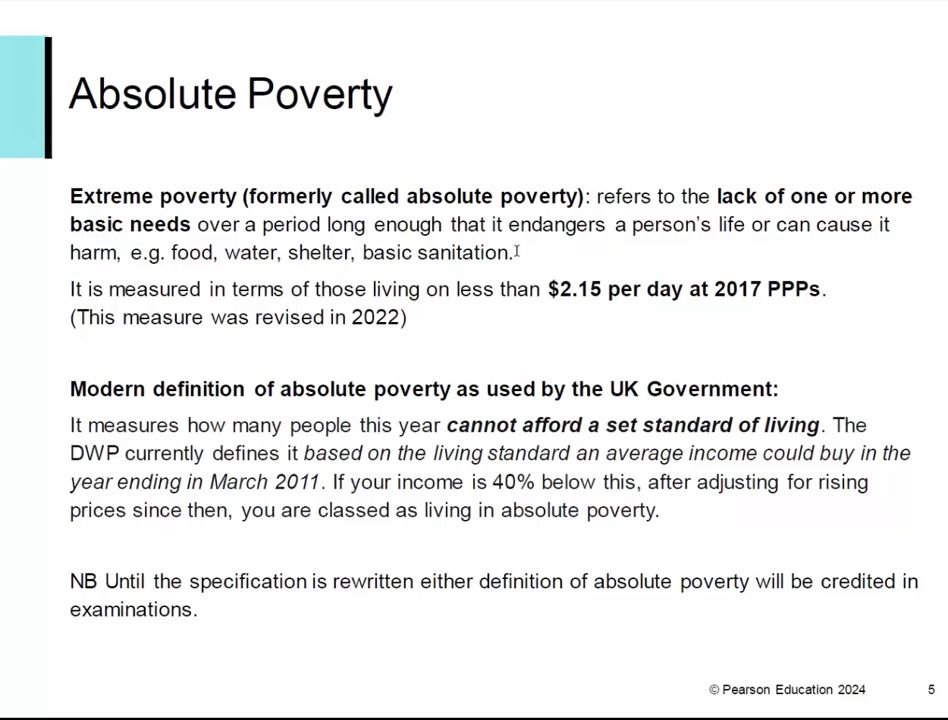 Absolute Poverty
Extreme poverty (formerly called absolute poverty): refers to the lack of one or more
basic needs over a period long enough that it endangers a person's life or can cause it
harm, e.g. food, water, shelter, basic sanitation.
It is measured in terms of those living on less than $2.15 per day at 2017 PPPs.
(This measure was revised in 2022)
Modern definition of absolute poverty as used by the UK Government:
It measures how many people this year cannot afford a set standard of living. The
DWP currently defines it based on the living standard an average income could buy in the
year ending in March 2011. If your income is 40% below this, after adjusting for rising
prices since then, you are classed as living in absolute poverty.
NB Until the specification is rewritten either definition of absolute poverty will be credited in
examinations.
© Pearson Education 2024
5